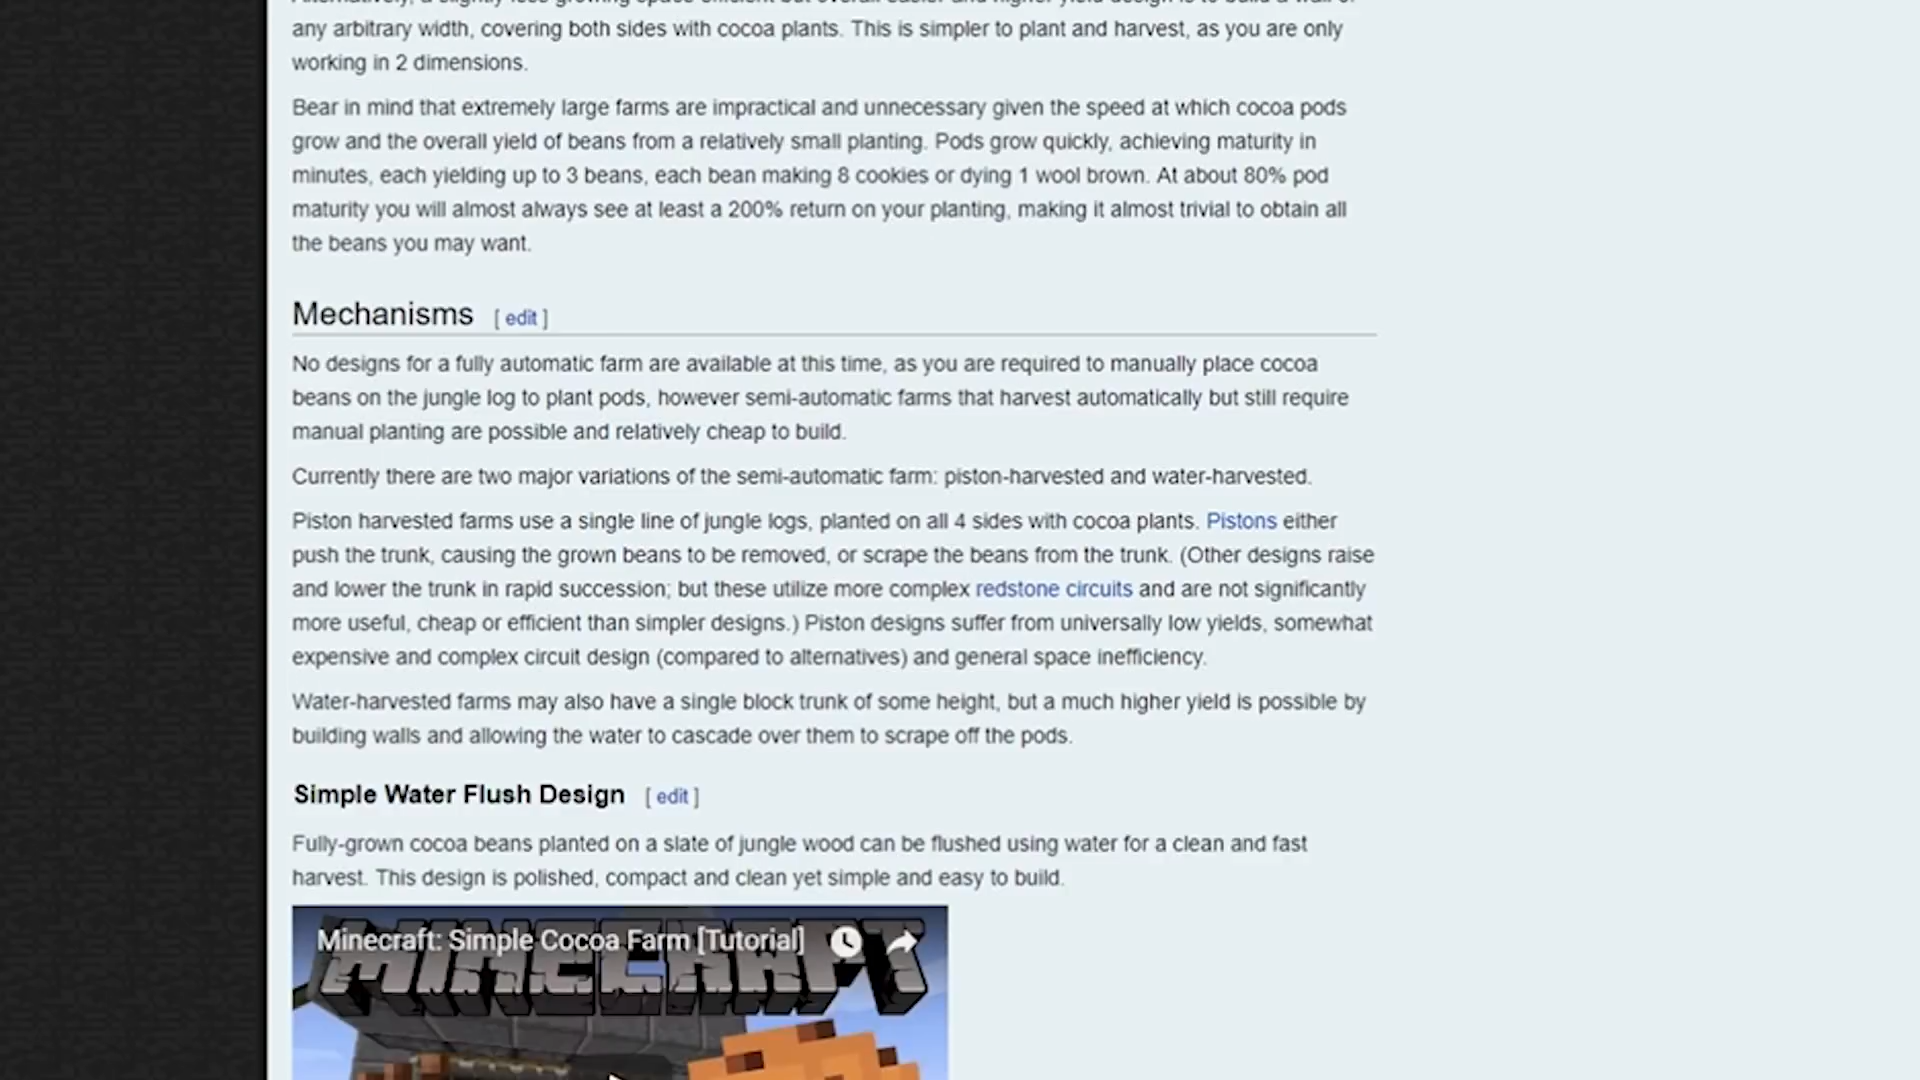 any arbitrary width, covering both sides with cocoa plants. This is simpler to plant and harvest, as you are only
working in 2 dimensions.
Bear in mind that extremely large farms are impractical and unnecessary given the speed at which cocoa pods
grow and the overall yield of beans from a relatively small planting. Pods grow quickly, achieving maturity in
minutes, each yielding up to 3 beans, each bean making 8 cookies or dying 1 wool brown. At about 80% pod
maturity you will almost always see at least a 200% return on your planting, making it almost trivial to obtain all
the beans you may want.
Mechanisms [ edit ]
No designs for a fully automatic farm are available at this time, as you are required to manually place cocoa
beans on the jungle log to plant pods, however semi-automatic farms that harvest automatically but still require
manual planting are possible and relatively cheap to build.
Currently there are two major variations of the semi-automatic farm: piston-harvested and water-harvested.
Piston harvested farms use a single line of jungle logs, planted on all 4 sides with cocoa plants. Pistons either
push the trunk, causing the grown beans to be removed, or scrape the beans from the trunk. (Other designs raise
and lower the trunk in rapid succession; but these utilize more complex redstone circuits and are not significantly
more useful, cheap or efficient than simpler designs.) Piston designs suffer from universally low yields, somewhat
expensive and complex circuit design (compared to alternatives) and general space inefficiency.
Water-harvested farms may also have a single block trunk of some height, but a much higher yield is possible by
building walls and allowing the water to cascade over them to scrape off the pods.
Simple Water Flush Design [ edit ]
Fully-grown cocoa beans planted on a slate of jungle wood can be flushed using water for a clean and fast
harvest. This design is polished, compact and clean yet simple and easy to build.
Minecraft: Simple Cocoa Farm [Tutorial]
MINECRAFT